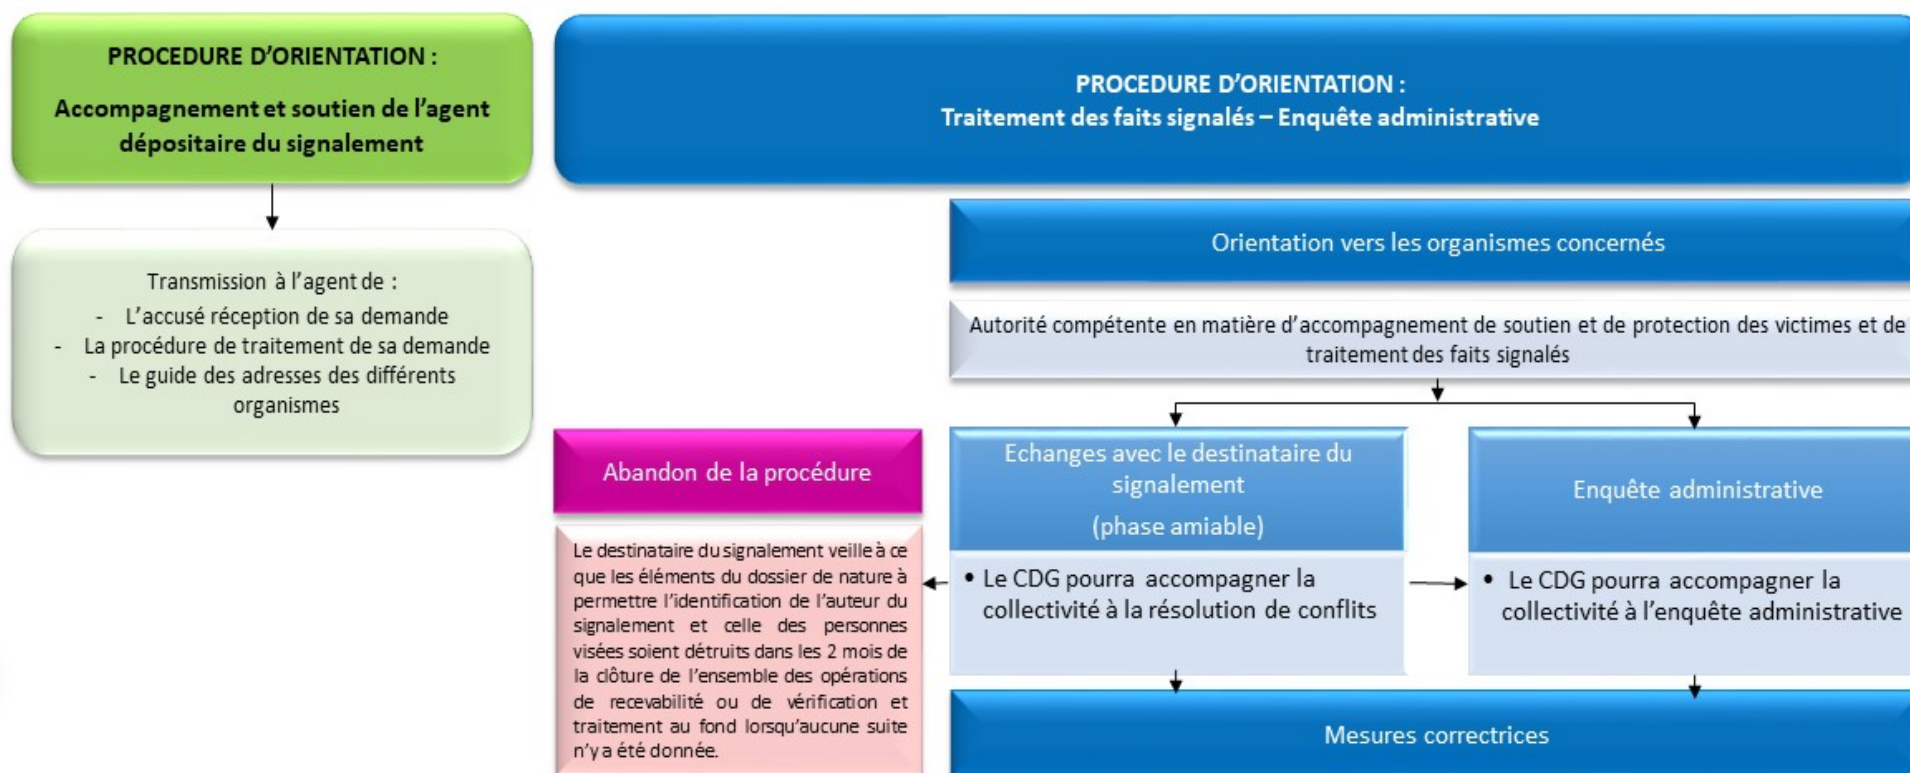 PROCEDURE D'ORIENTATION :
Accompagnement et soutien de l'agent
dépositaire du signalement
Transmission à l'agent de :
- L'accusé réception de sa demande
- La procédure de traitement de sa demande
- Le guide des adresses des différents
organismes
PROCEDURE D'ORIENTATION :
Traitement des faits signalés – Enquête administrative
Orientation vers les organismes concernés
Autorité compétente en matière d'accompagnement de soutien et de protection des victimes et de
traitement des faits signalés
Abandon de la procédure
Le destinataire du signalement veille à ce
que les éléments du dossier de nature à
permettre l'identification de l'auteur du
signalement et celle des personnes
visées soient détruits dans les 2 mois de
la clôture de l'ensemble des opérations
de recevabilité ou de vérification et
traitement au fond lorsqu'aucune suite
n'y a été donnée.
Echanges avec le destinataire du
signalement
(phase amiable)
• Le CDG pourra accompagner la
collectivité à la résolution de conflits
Enquête administrative
• Le CDG pourra accompagner la
collectivité à l'enquête administrative
Mesures correctrices